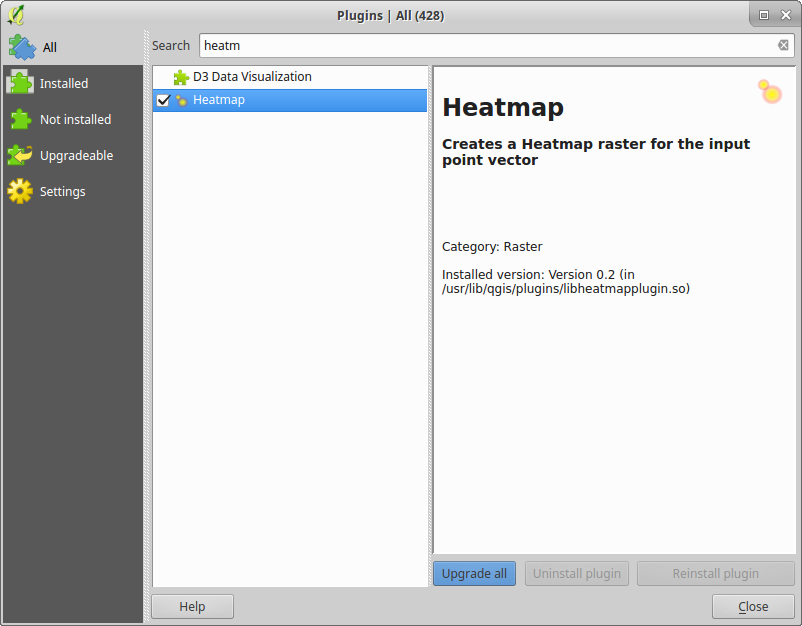 Plugins | All (428)
All
Installed
Not installed
Upgradeable
Settings
Search heatm
D3 Data Visualization
Heatmap
Heatmap
Creates a Heatmap raster for the input
point vector
Category: Raster
Installed version: Version 0.2 (in
/usr/lib/qgis/plugins/libheatmapplugin.so)
Upgrade all Uninstall plugin Reinstall plugin
Help Close